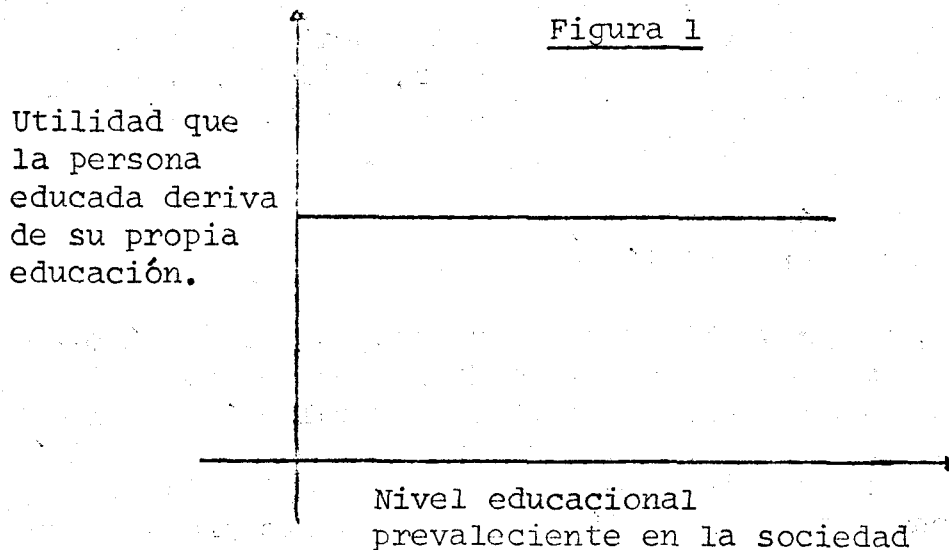 Figura 1
Utilidad que
la persona
educada deriva
de su propia
educación.
Nivel educacional
prevaleciente en la sociedad